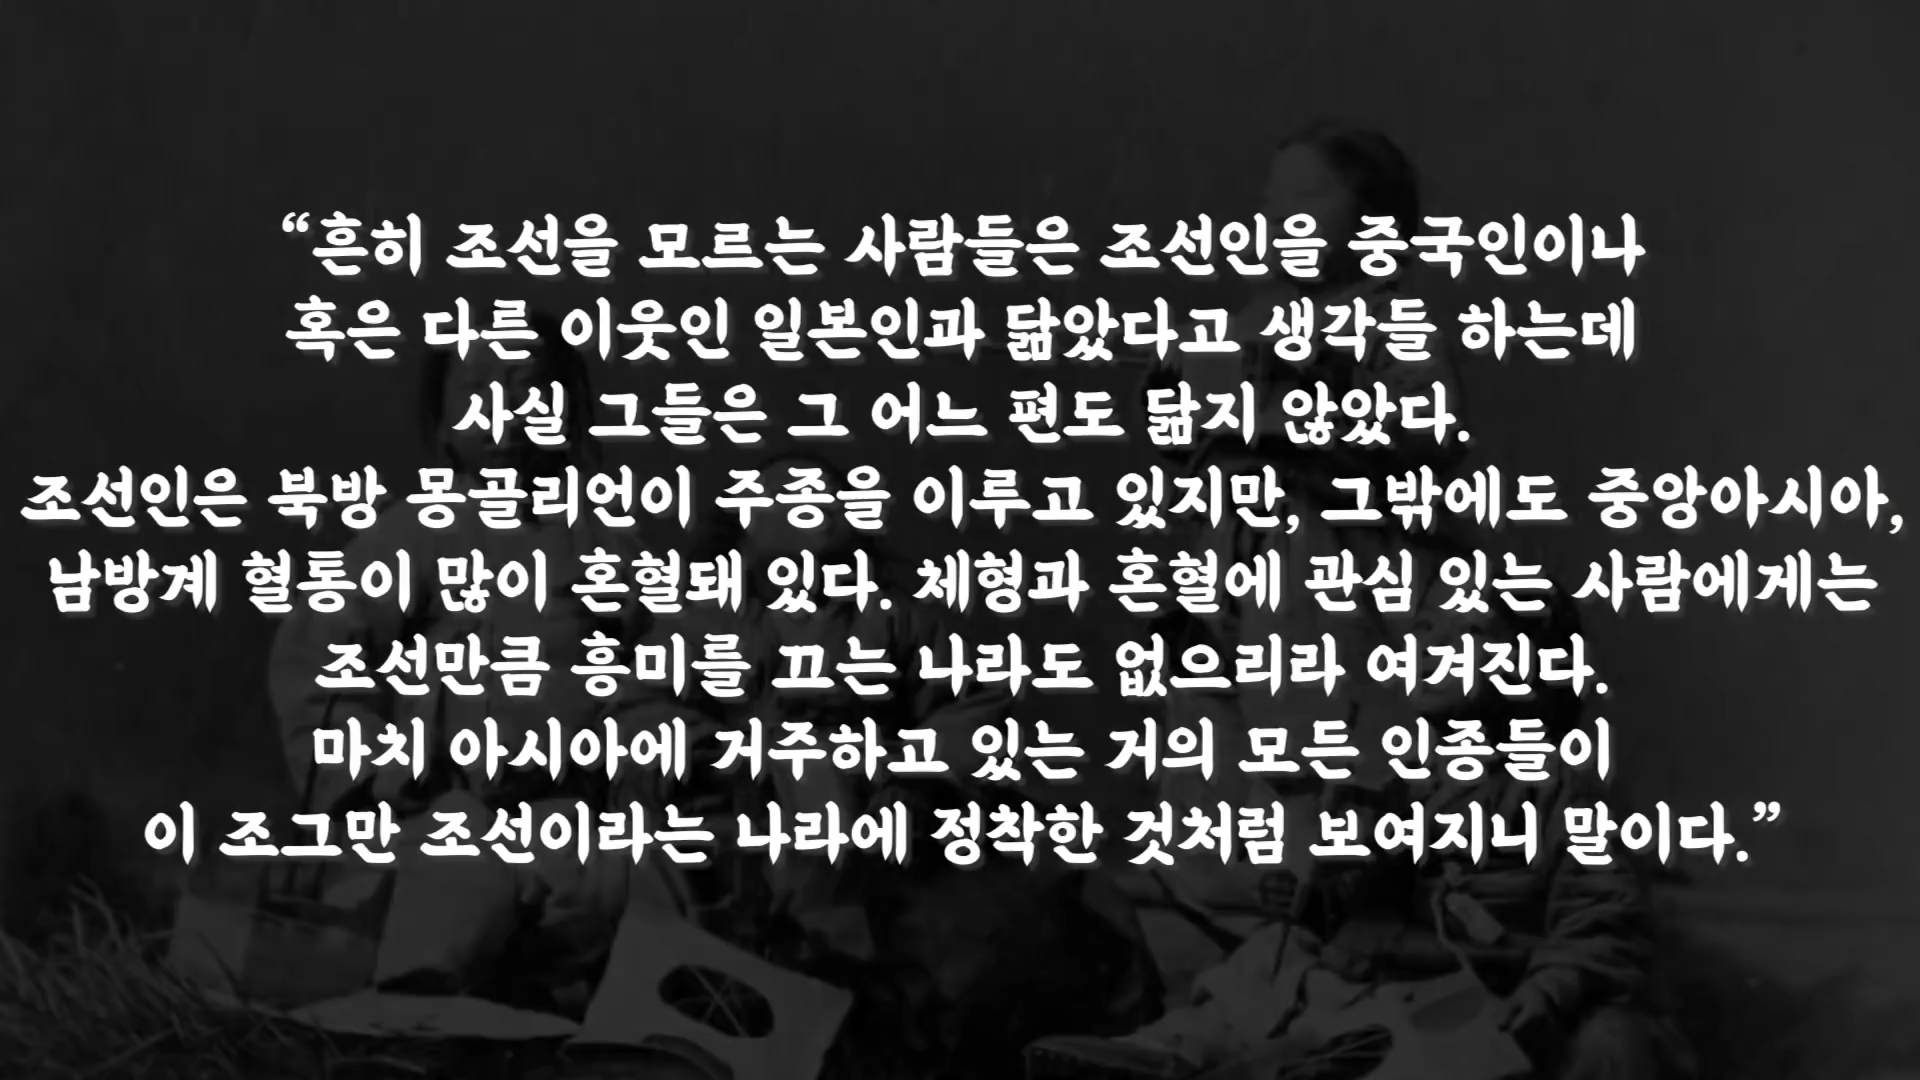 “흔히 조선을 모르는 사람들은 조선인을 중국인이나
혹은 다른 이웃인 일본인과 닮았다고 생각들 하는데
사실 그들은 그 어느 편도 닮지 않았다.
조선인은 북방 몽골리언이 주종을 이루고 있지만, 그밖에도 중앙아시아,
남방계 혈통이 많이 혼혈돼 있다. 체형과 혼혈에 관심 있는 사람에게는
조선만큼 흥미를 끄는 나라도 없으리라 여겨진다.
마치 아시아에 거주하고 있는 거의 모든 인종들이
이 조그만 조선이라는 나라에 정착한 것처럼 보여지니 말이다.”